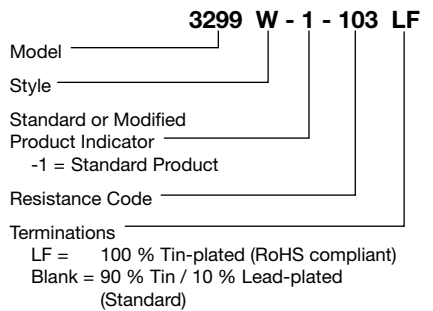 3299 W - 1 - 103 LF
Model
Style
Standard or Modified
Product Indicator
-1 = Standard Product
Resistance Code
Terminations
LF = 100 % Tin-plated (RoHS compliant)
Blank = 90 % Tin / 10 % Lead-plated
(Standard)